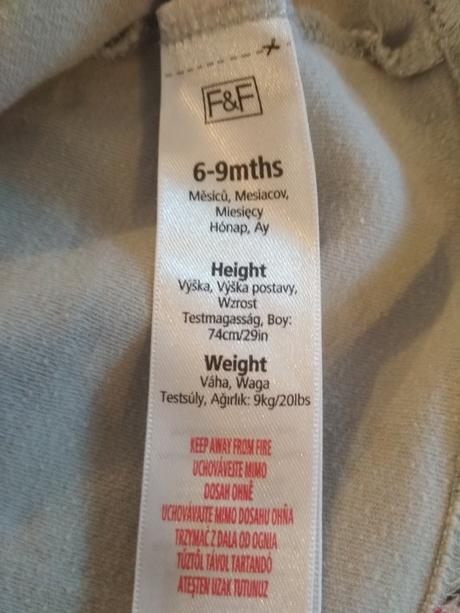 F&F
6-9mths
Měsíců, Mesiacov,
Miesięcy
Hónap, Ay
Height
Výška, Výška postavy,
Wzrost
Testmagasság, Boy:
74cm/29in
Weight
Váha, Waga
Testsúly, Ağırlık: 9kg/20lbs
KEEP AWAY FROM FIRE
UCHOVÁVEJTE MIMO
DOSAH OHNĚ
UCHOVÁVAJTE MIMO DOSAHU OHŇA
TRZYMAĆ Z DALA OD OGNIA
TŰZTŐL TÁVOL TARTANDÓ
ATEŞTEN UZAK TUTUNUZ